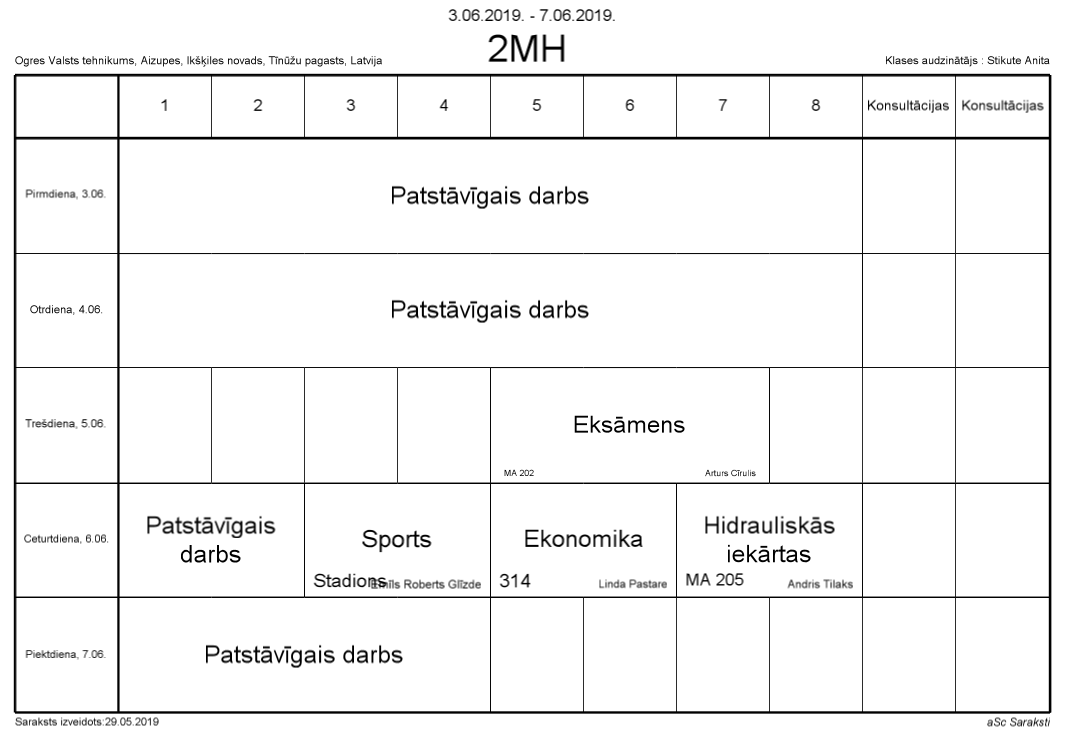 3.06.2019. - 7.06.2019.
2MH
Ogres Valsts tehnikums, Aizupes, Ikšķiles novads, Tīnūžu pagasts, Latvija
Klases audzinātājs : Stikute Anita
1 2 3 4 5 6 7 8 Konsultācijas Konsultācijas
Pirmdiena, 3.06.
Patstāvīgais darbs
Otrdiena, 4.06.
Patstāvīgais darbs
Trešdiena, 5.06.
Eksāmens
MA 202
Arturs Cīrulis
Ceturtdiena, 6.06.
Patstāvīgais
darbs
Sports
Stadions
Emīls Roberts Glīzde
Ekonomika
314
Linda Pastare
Hidrauliskās
iekārtas
MA 205
Andris Tilaks
Piektdiena, 7.06.
Patstāvīgais darbs
Saraksts izveidots:29.05.2019
aSc Saraksti